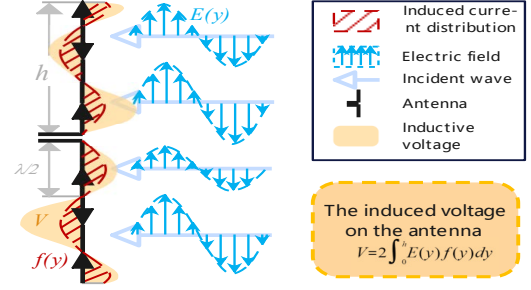 E(y)
h
λ/2
V
f(y)
Induced curre-
nt distribution
Electric field
Incident wave
Antenna
Inductive
voltage
The induced voltage
on the antenna
V=2∫₀ʰE(y)f(y)dy